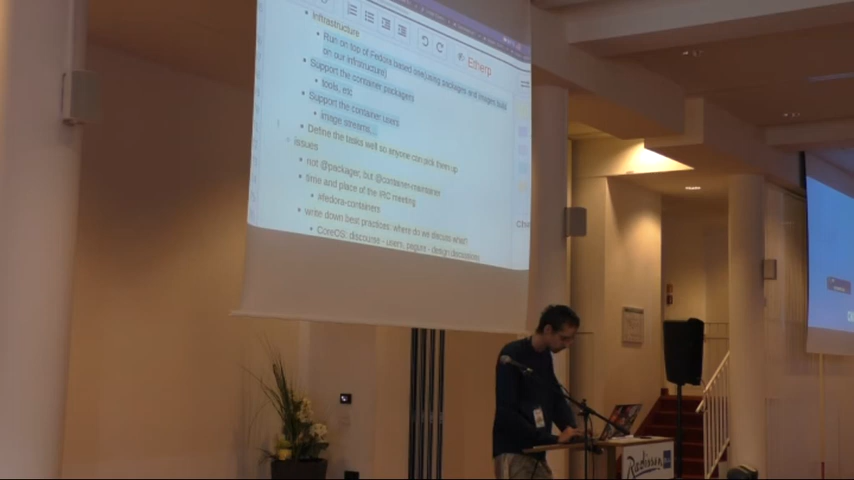 Etherp
Infrastructure
Run on top of Fedora based one(using packages and images build
on our infrastructure)
Support the container packagers
tools, etc
Support the container users
image streams,...
Define the tasks well so anyone can pick them up
issues
not @packager, but @container-maintainer
time and place of the IRC meeting
#fedora-containers
write down best practices: where do we discuss what?
CoreOS: discourse - users, pagure - design discussions
Radisson